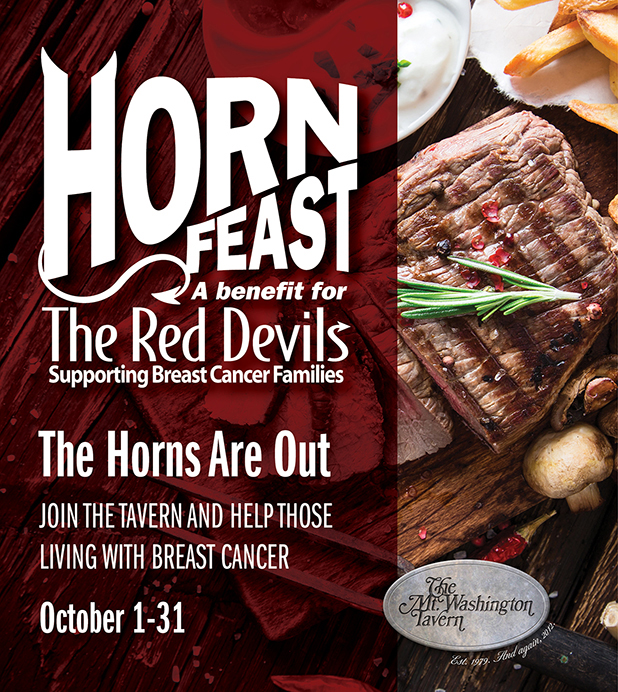 HORN
FEAST
A benefit for
The Red Devils
Supporting Breast Cancer Families
The Horns Are Out
JOIN THE TAVERN AND HELP THOSE
LIVING WITH BREAST CANCER
October 1-31
The
Mt. Washington
Tavern
Est. 1979. And again, 2012.